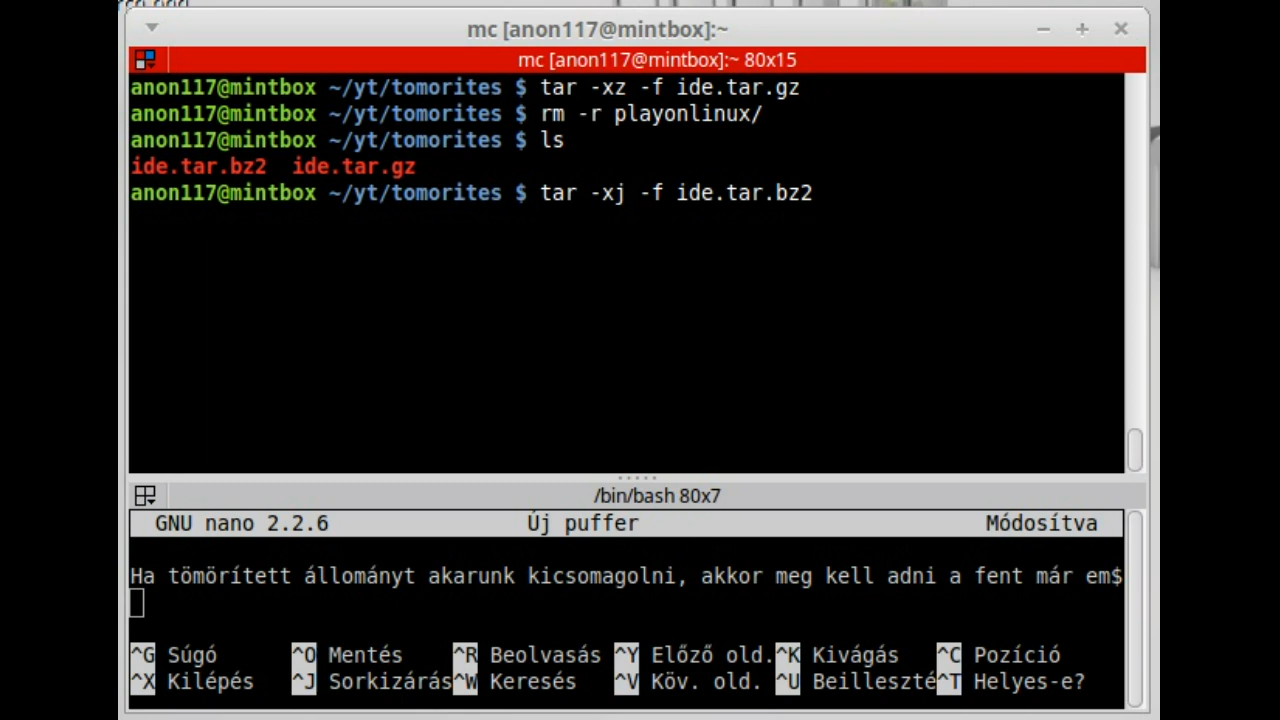 mc [anon117@mintbox]:~
mc [anon117@mintbox]:~ 80x15
anon117@mintbox ~/yt/tomorites $ tar -xz -f ide.tar.gz
anon117@mintbox ~/yt/tomorites $ rm -r playonlinux/
anon117@mintbox ~/yt/tomorites $ ls
ide.tar.bz2  ide.tar.gz
anon117@mintbox ~/yt/tomorites $ tar -xj -f ide.tar.bz2
/bin/bash 80x7
GNU nano 2.2.6 Új puffer Módosítva
Ha tömörített állományt akarunk kicsomagolni, akkor meg kell adni a fent már em$
^G Súgó ^O Mentés ^R Beolvasás ^Y Előző old. ^K Kivágás ^C Pozíció
^X Kilépés ^J Sorkizárás ^W Keresés ^V Köv. old. ^U Beilleszté ^T Helyes-e?